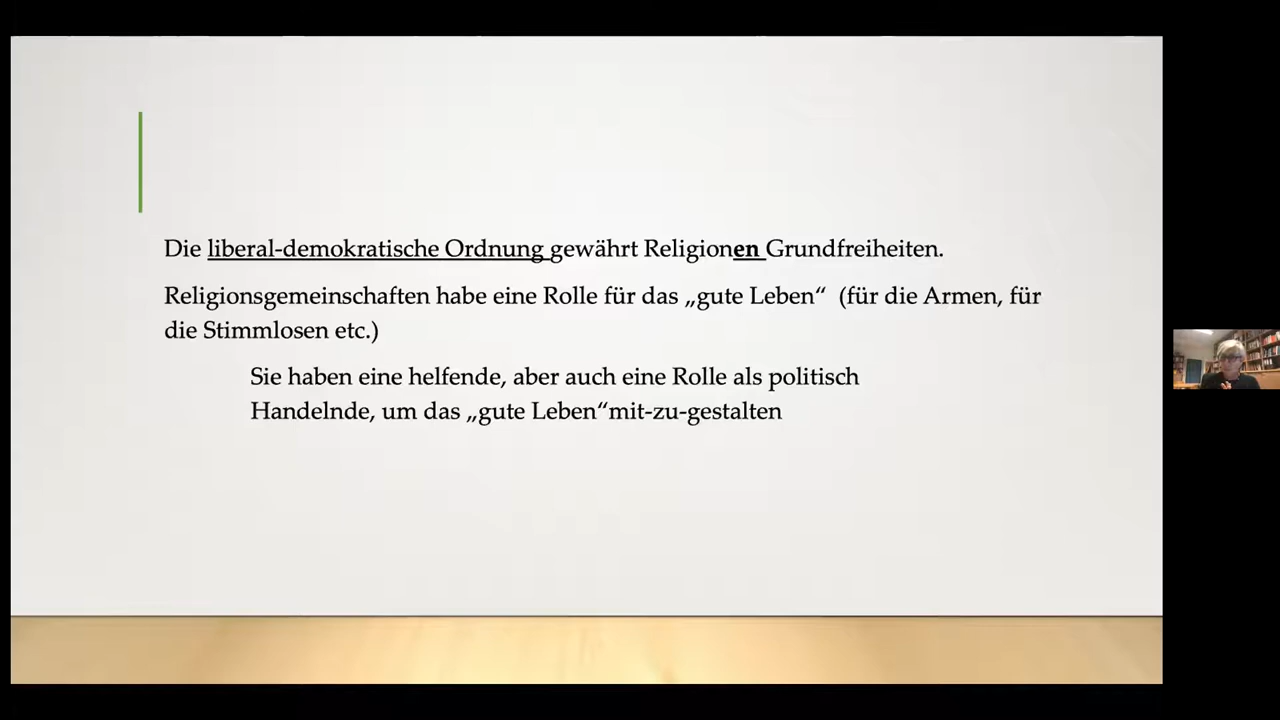 Die liberal-demokratische Ordnung gewährt Religionen Grundfreiheiten.
Religionsgemeinschaften habe eine Rolle für das „gute Leben“ (für die Armen, für
die Stimmlosen etc.)
Sie haben eine helfende, aber auch eine Rolle als politisch
Handelnde, um das „gute Leben“mit-zu-gestalten